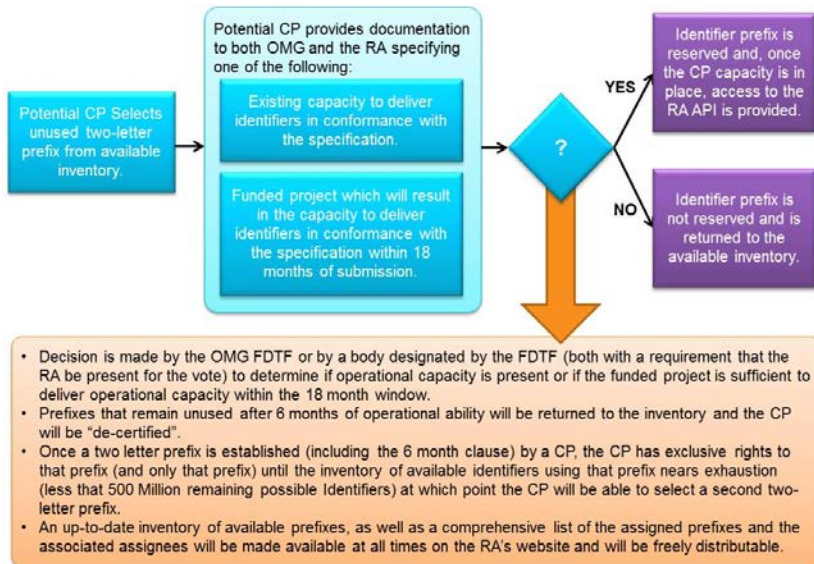 Potential CP Selects
unused two-letter
prefix from available
inventory.
Potential CP provides documentation
to both OMG and the RA specifying
one of the following:
Existing capacity to deliver
identifiers in conformance with
the specification.
Funded project which will result
in the capacity to deliver
identifiers in conformance with
the specification within 18
months of submission.
?
YES
Identifier prefix is
reserved and, once
the CP capacity is in
place, access to the
RA API is provided.
NO
Identifier prefix is
not reserved and is
returned to the
available inventory.
• Decision is made by the OMG FDTF or by a body designated by the FDTF (both with a requirement that the
RA be present for the vote) to determine if operational capacity is present or if the funded project is sufficient to
deliver operational capacity within the 18 month window.
• Prefixes that remain unused after 6 months of operational ability will be returned to the inventory and the CP
will be “de-certified”.
• Once a two letter prefix is established (including the 6 month clause) by a CP, the CP has exclusive rights to
that prefix (and only that prefix) until the inventory of available identifiers using that prefix nears exhaustion
(less that 500 Million remaining possible Identifiers) at which point the CP will be able to select a second two-
letter prefix.
• An up-to-date inventory of available prefixes, as well as a comprehensive list of the assigned prefixes and the
associated assignees will be made available at all times on the RA’s website and will be freely distributable.